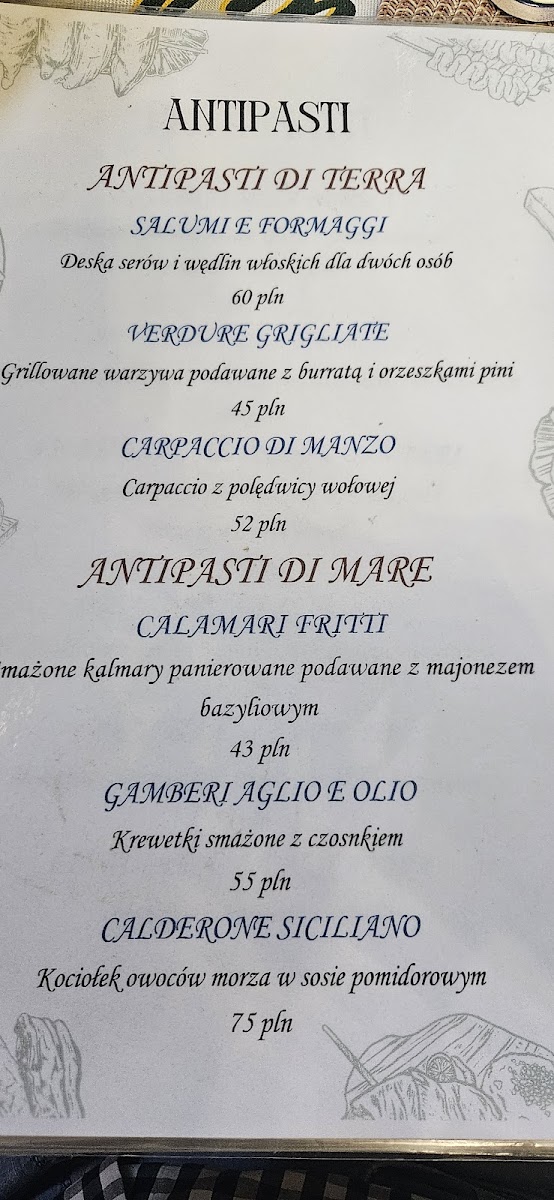 ANTIPASTI
ANTIPASTI DI TERRA
SALUMI E FORMAGGI
Deska serów i wędlin włoskich dla dwóch osób
60 pln
VERDURE GRIGLIATE
Grillowane warzywa podawane z burratą i orzeszkami pini
45 pln
CARPACCIO DI MANZO
Carpaccio z polędwicy wołowej
52 pln
ANTIPASTI DI MARE
CALAMARI FRITTI
mażone kalmary panierowane podawane z majonezem
bazyliowym
43 pln
GAMBERI AGLIO E OLIO
Krewetki smażone z czosnkiem
55 pln
CALDERONE SICILIANO
Kociołek owoców morza w sosie pomidorowym
75 pln